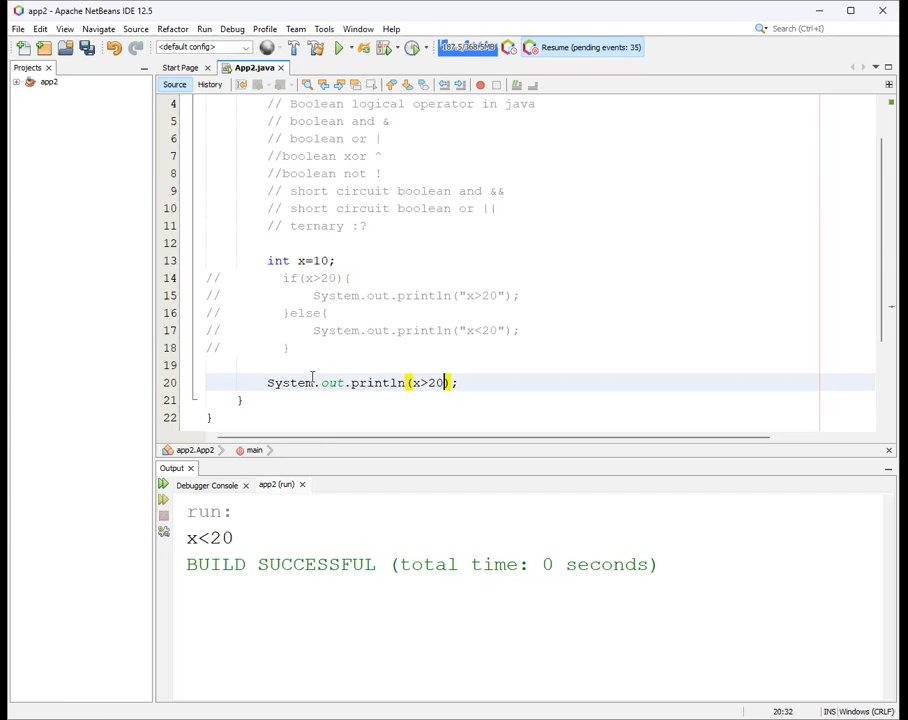 app2 - Apache NetBeans IDE 12.5
File Edit View Navigate Source Refactor Run Debug Profile Team Tools Window Help
Search (Ctrl+I)
<default config>
187.5/368.5MB
Resume (pending events: 35)
Projects
Start Page
App2.java
app2
Source
History
4 // Boolean logical operator in java
5 // boolean and &
6 // boolean or |
7 //boolean xor ^
8 //boolean not !
9 // short circuit boolean and &&
10 // short circuit boolean or ||
11 // ternary :?
12
13 int x=10;
14 // if(x>20){
15 // System.out.println("x>20");
16 // }else{
17 // System.out.println("x<20");
18 // }
19
20 System.out.println(x>20);
21 }
22 }
app2.App2
main
Output
Debugger Console
app2 (run)
run:
x<20
BUILD SUCCESSFUL (total time: 0 seconds)
20:32
INS
Windows (CRLF)